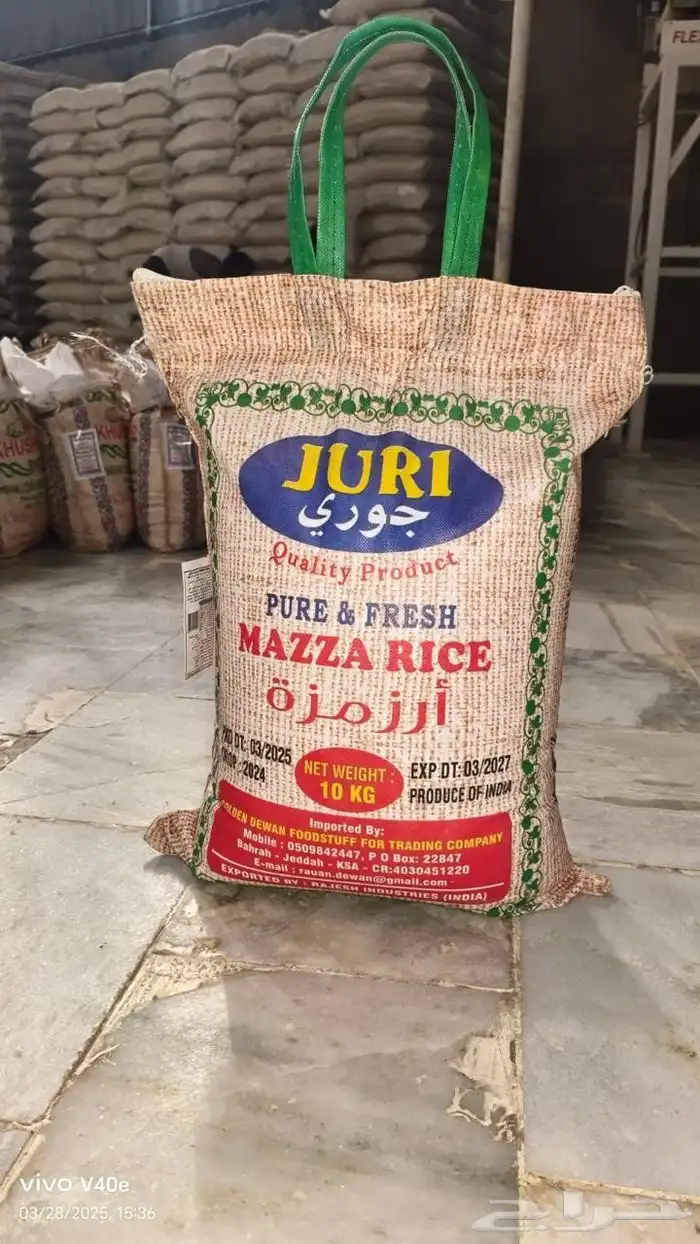 FLE
JURI
جوري
Quality Product
PURE & FRESH
MAZZA RICE
أرز مزة
DT: 03/2025
2024
NET WEIGHT :
10 KG
EXP DT: 03/2027
PRODUCE OF INDIA
GOLDEN DEWAN FOODSTUFF FOR TRADING COMPANY
Imported By:
Mobile : 0509842447, P O Box: 22847
Bahrah - Jeddah - KSA - CR:4030451220
E-mail : rauan.dewan@gmail.com
EXPORTED BY : RAJESH INDUSTRIES (INDIA)
KHUS
vivo V40e
03/28/2025, 15:36
حراج